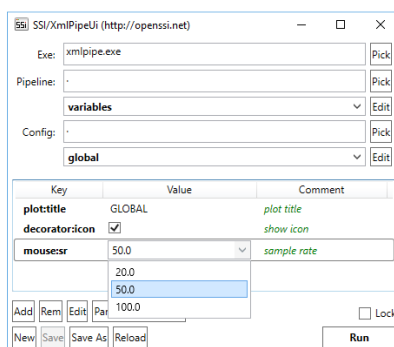 SSI SSI/XmlPipeUi (http://openssi.net)
Exe: xmlpipe.exe Pick
Pipeline: . Pick
variables Edit
Config: . Pick
global Edit
Key Value Comment
plot:title GLOBAL plot title
decorator:icon show icon
mouse:sr 50.0 sample rate
20.0
50.0
100.0
Add Rem Edit Lock
New Save Save As Reload Run